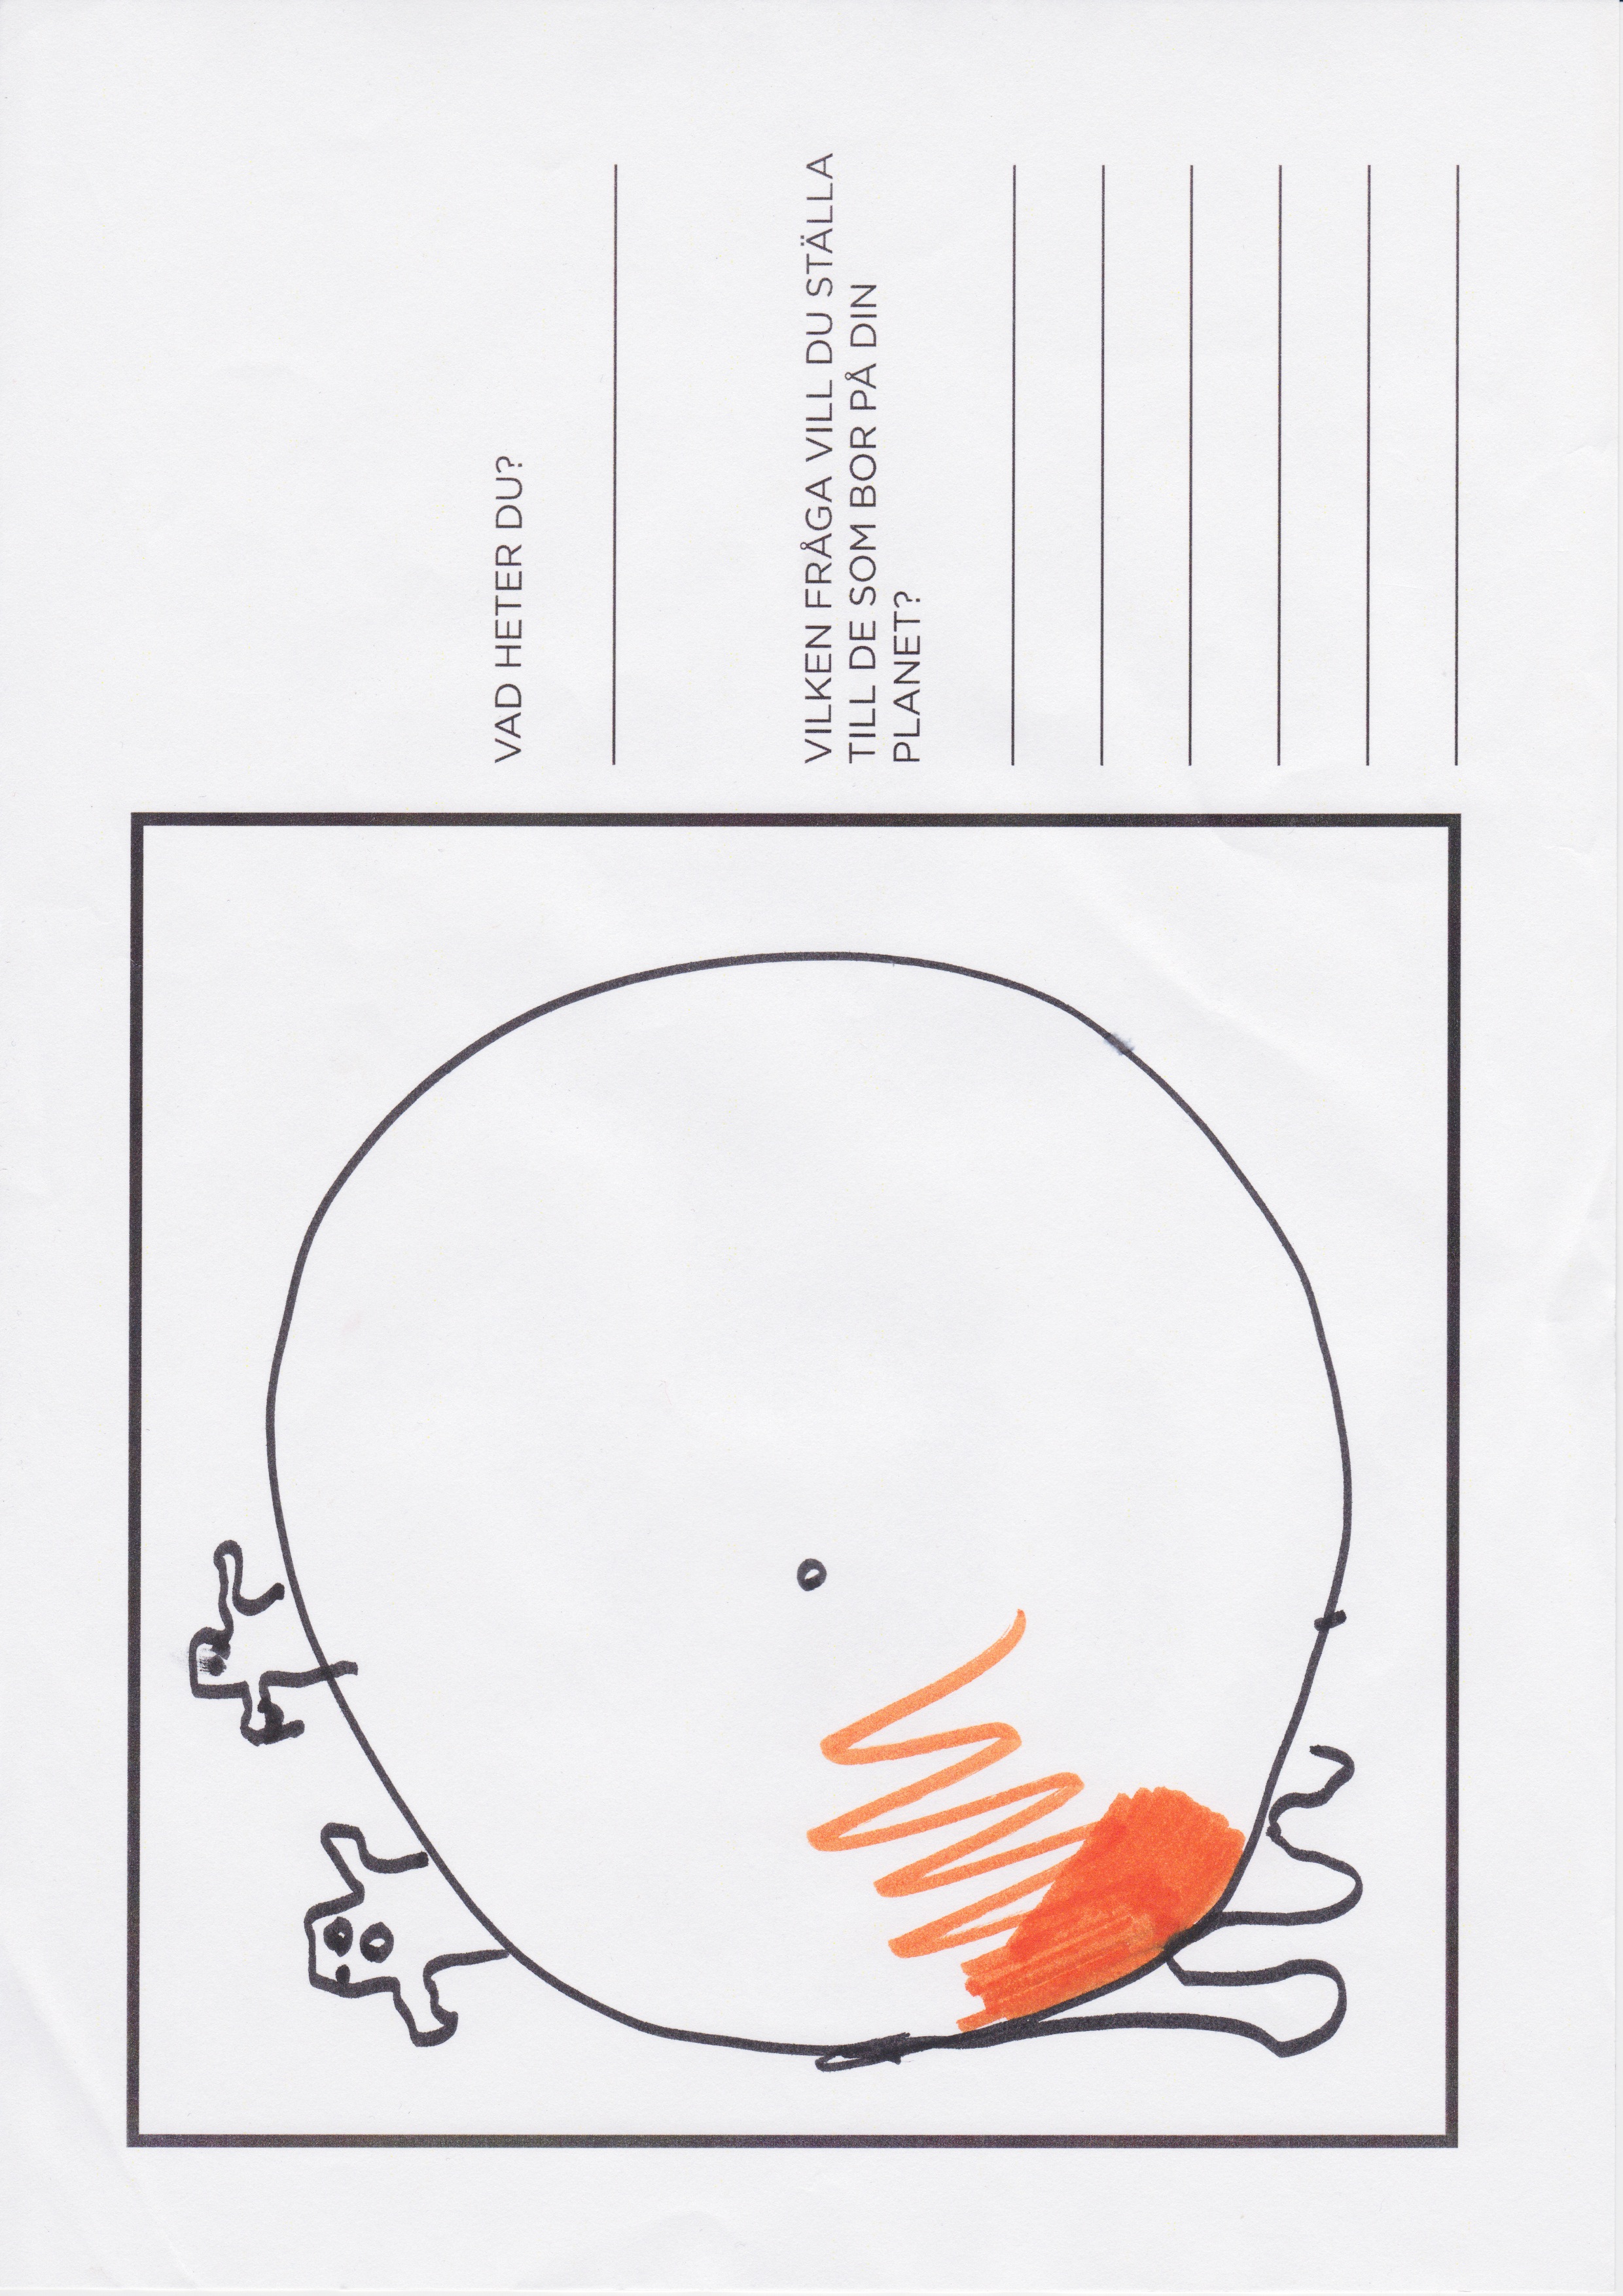 VAD HETER DU?
VILKEN FRÅGA VILL DU STÄLLA
TILL DE SOM BOR PÅ DIN
PLANET?